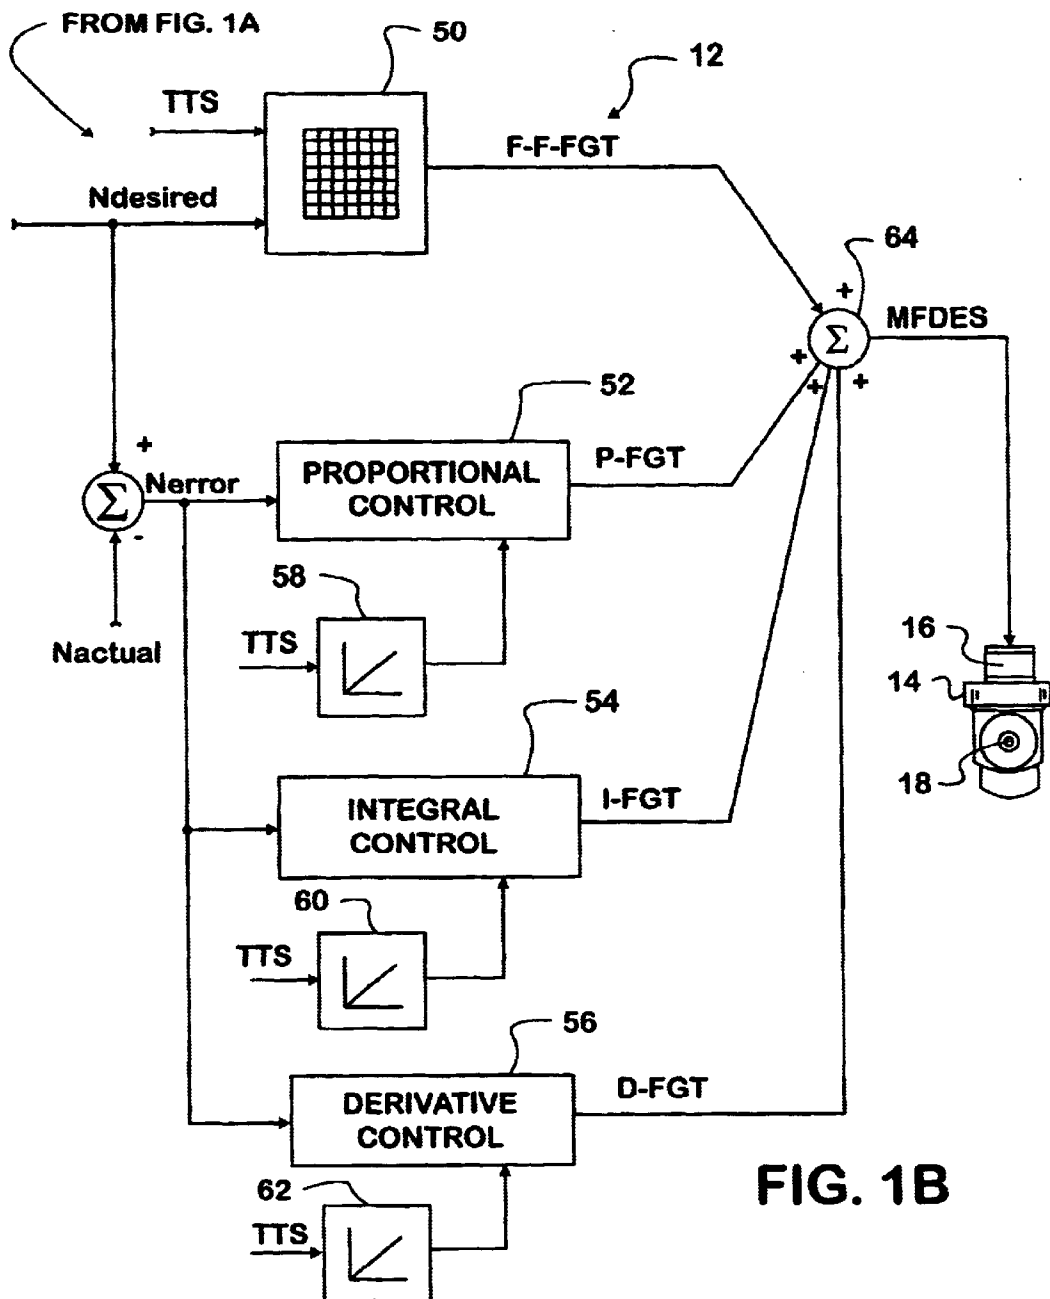 FROM FIG. 1A
50
12
TTS
F-F-FGT
Ndesired
64
+
MFDES
+
+
+
52
P-FGT
PROPORTIONAL
CONTROL
+
Nerror
Σ
Σ
-
58
TTS
Nactual
16
14
18
54
I-FGT
INTEGRAL
CONTROL
60
TTS
56
D-FGT
DERIVATIVE
CONTROL
62
TTS
FIG. 1B